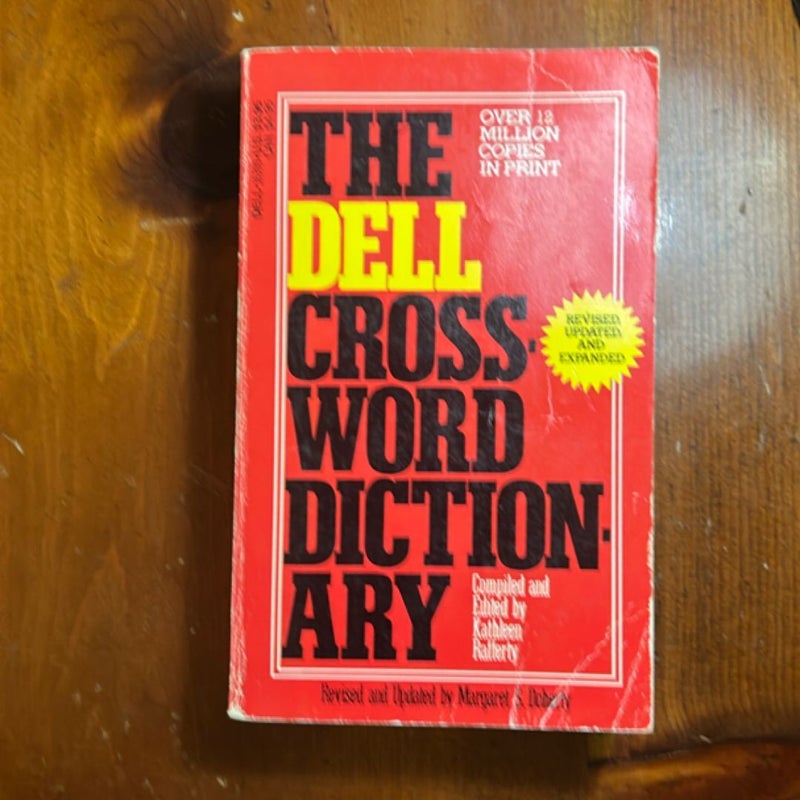 THE
DELL
CROSS-
WORD
DICTION-
ARY
OVER 12
MILLION
COPIES
IN PRINT
REVISED,
UPDATED,
AND
EXPANDED
Compiled and
Edited by
Kathleen
Rafferty
Revised and Updated by Margaret S. Doherty